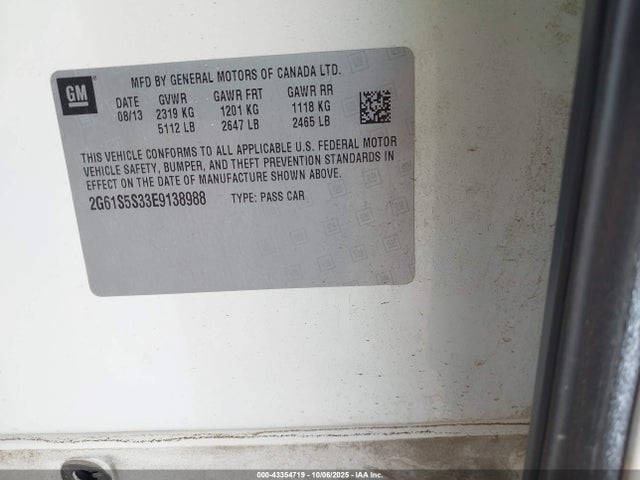 GM
MFD BY GENERAL MOTORS OF CANADA LTD.
DATE GVWR GAWR FRT GAWR RR
08/13 2319 KG 1201 KG 1118 KG
5112 LB 2647 LB 2465 LB
THIS VEHICLE CONFORMS TO ALL APPLICABLE U.S. FEDERAL MOTOR
VEHICLE SAFETY, BUMPER, AND THEFT PREVENTION STANDARDS IN
EFFECT ON THE DATE OF MANUFACTURE SHOWN ABOVE.
2G61S5S33E9138988 TYPE: PASS CAR
000-43354719 | 10/06/2025 - IAA